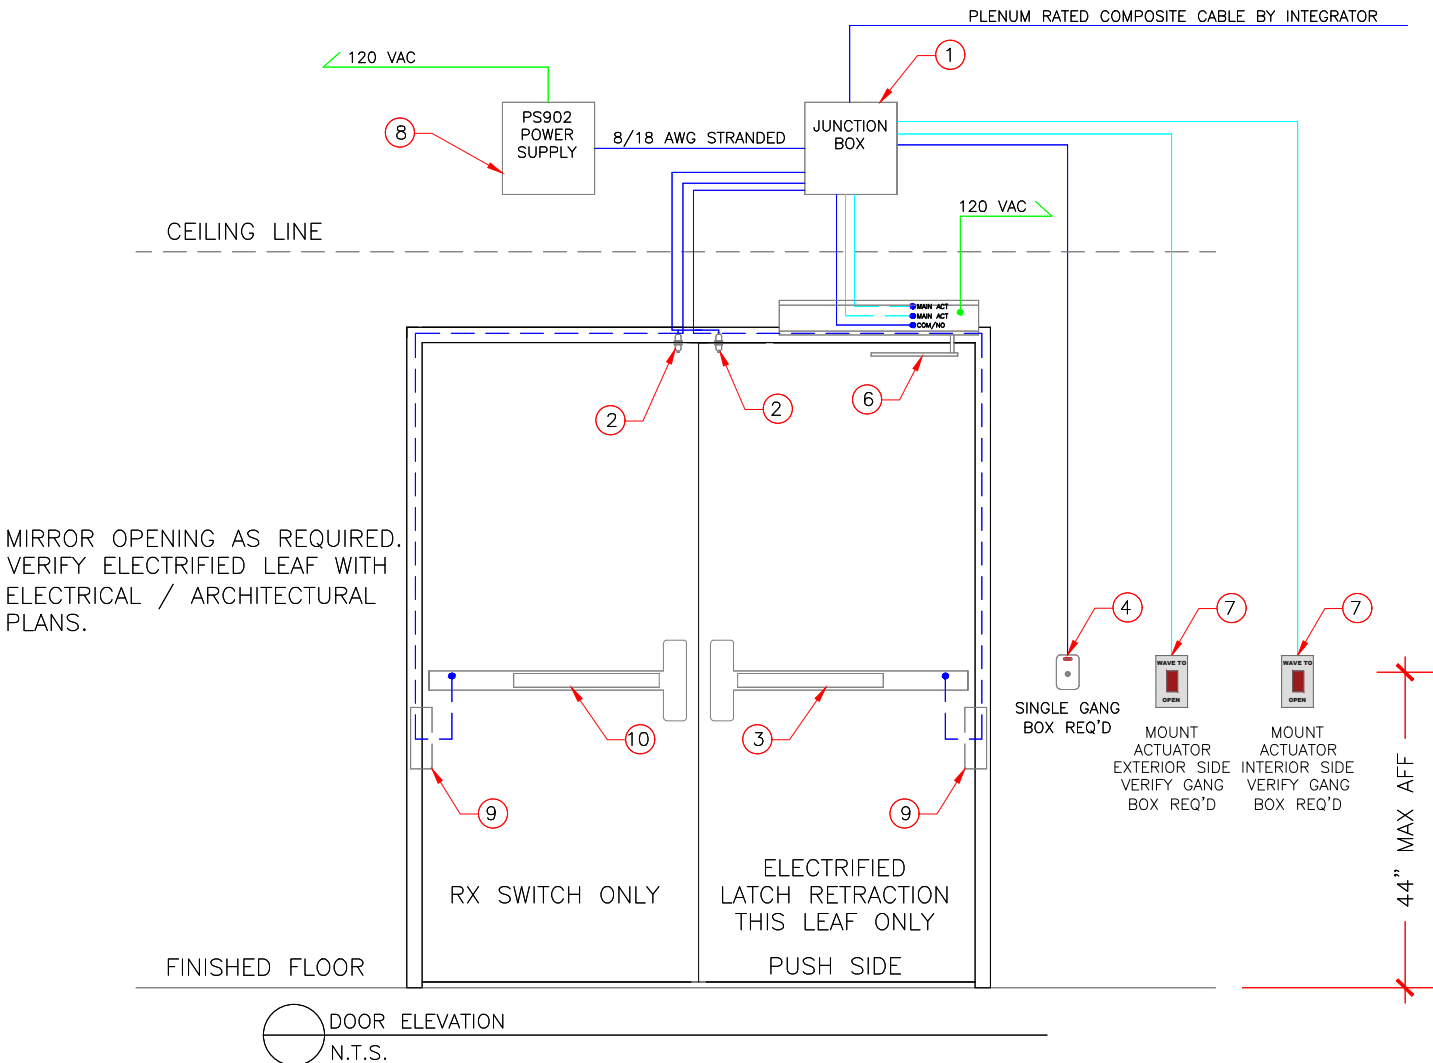 PLENUM RATED COMPOSITE CABLE BY INTEGRATOR
120 VAC
1
PS902
POWER
SUPPLY
8
8/18 AWG STRANDED
JUNCTION
BOX
120 VAC
CEILING LINE
MAIN ACT
MAIN ACT
COM/NO
2
2
6
MIRROR OPENING AS REQUIRED.
VERIFY ELECTRIFIED LEAF WITH
ELECTRICAL / ARCHITECTURAL
PLANS.
4
7
7
WAVE TO
OPEN
WAVE TO
OPEN
SINGLE GANG
BOX REQ'D
MOUNT
ACTUATOR
EXTERIOR SIDE
VERIFY GANG
BOX REQ'D
MOUNT
ACTUATOR
INTERIOR SIDE
VERIFY GANG
BOX REQ'D
10
3
9
9
44" MAX AFF
RX SWITCH ONLY
ELECTRIFIED
LATCH RETRACTION
THIS LEAF ONLY
PUSH SIDE
FINISHED FLOOR
DOOR ELEVATION
N.T.S.